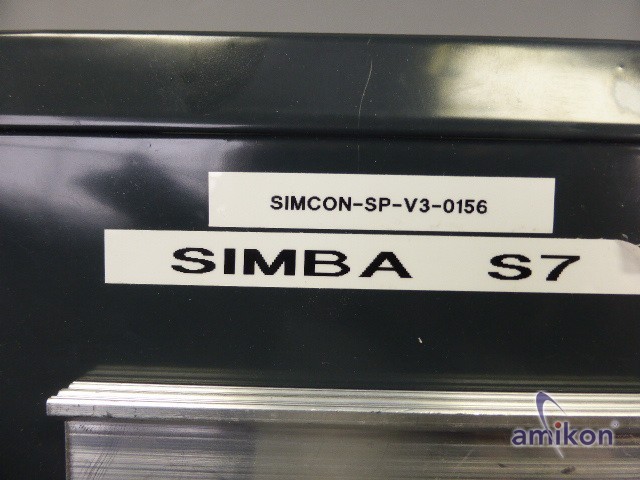 SIMCON-SP-V3-0156
SIMBA S7
amikon